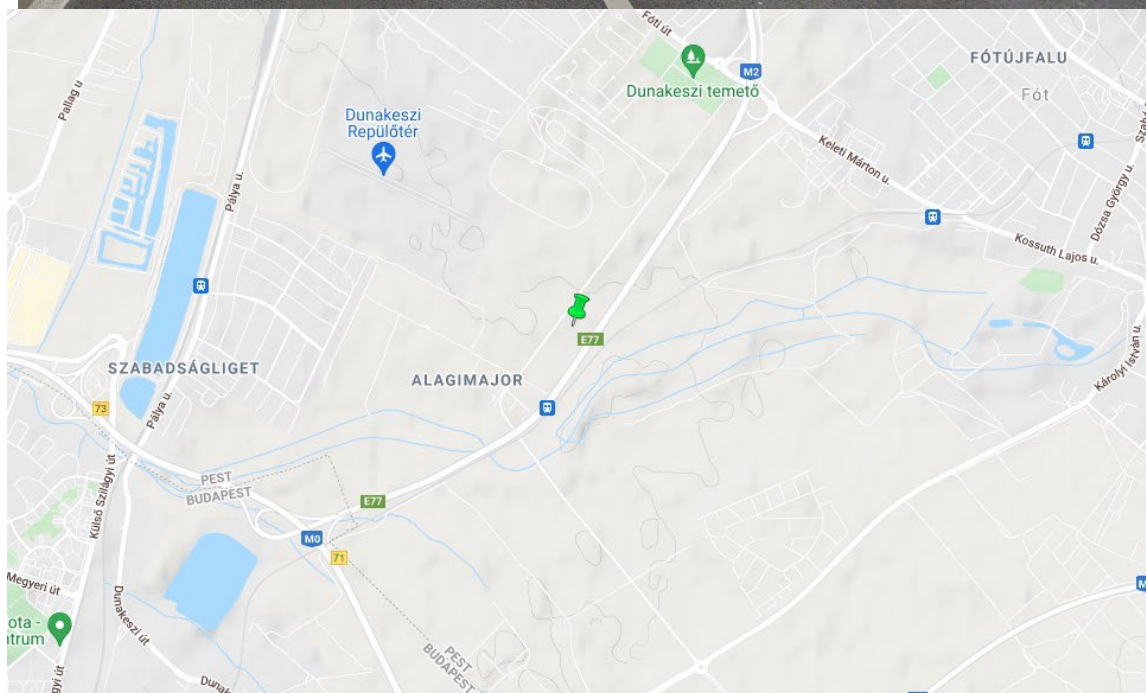 Fóti út
M2
FÓTÚJFALU
Fót
Pallag u
Dunakeszi temető
Dunakeszi
Repülőtér
Keleti Márton u.
Pálya u.
Dózsa György u.
Kossuth Lajos u.
E77
SZABADSÁGLIGET
ALAGIMAJOR
Károlyi István u.
73
Pálya u.
PEST
BUDAPEST
Külső Szilágyi út
E77
M0
71
Megyeri út
Dunakeszi út
PEST